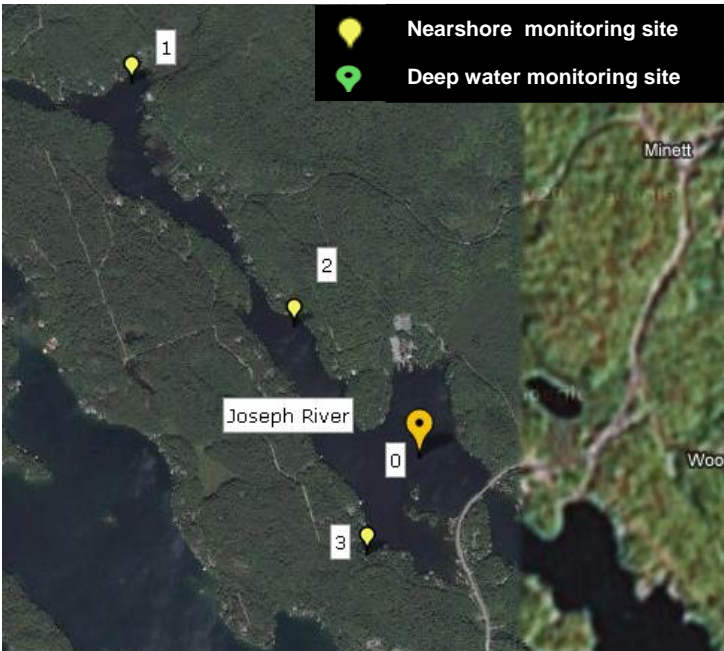 Nearshore monitoring site
Deep water monitoring site
1
Minett
2
Joseph River
0
Woo
3